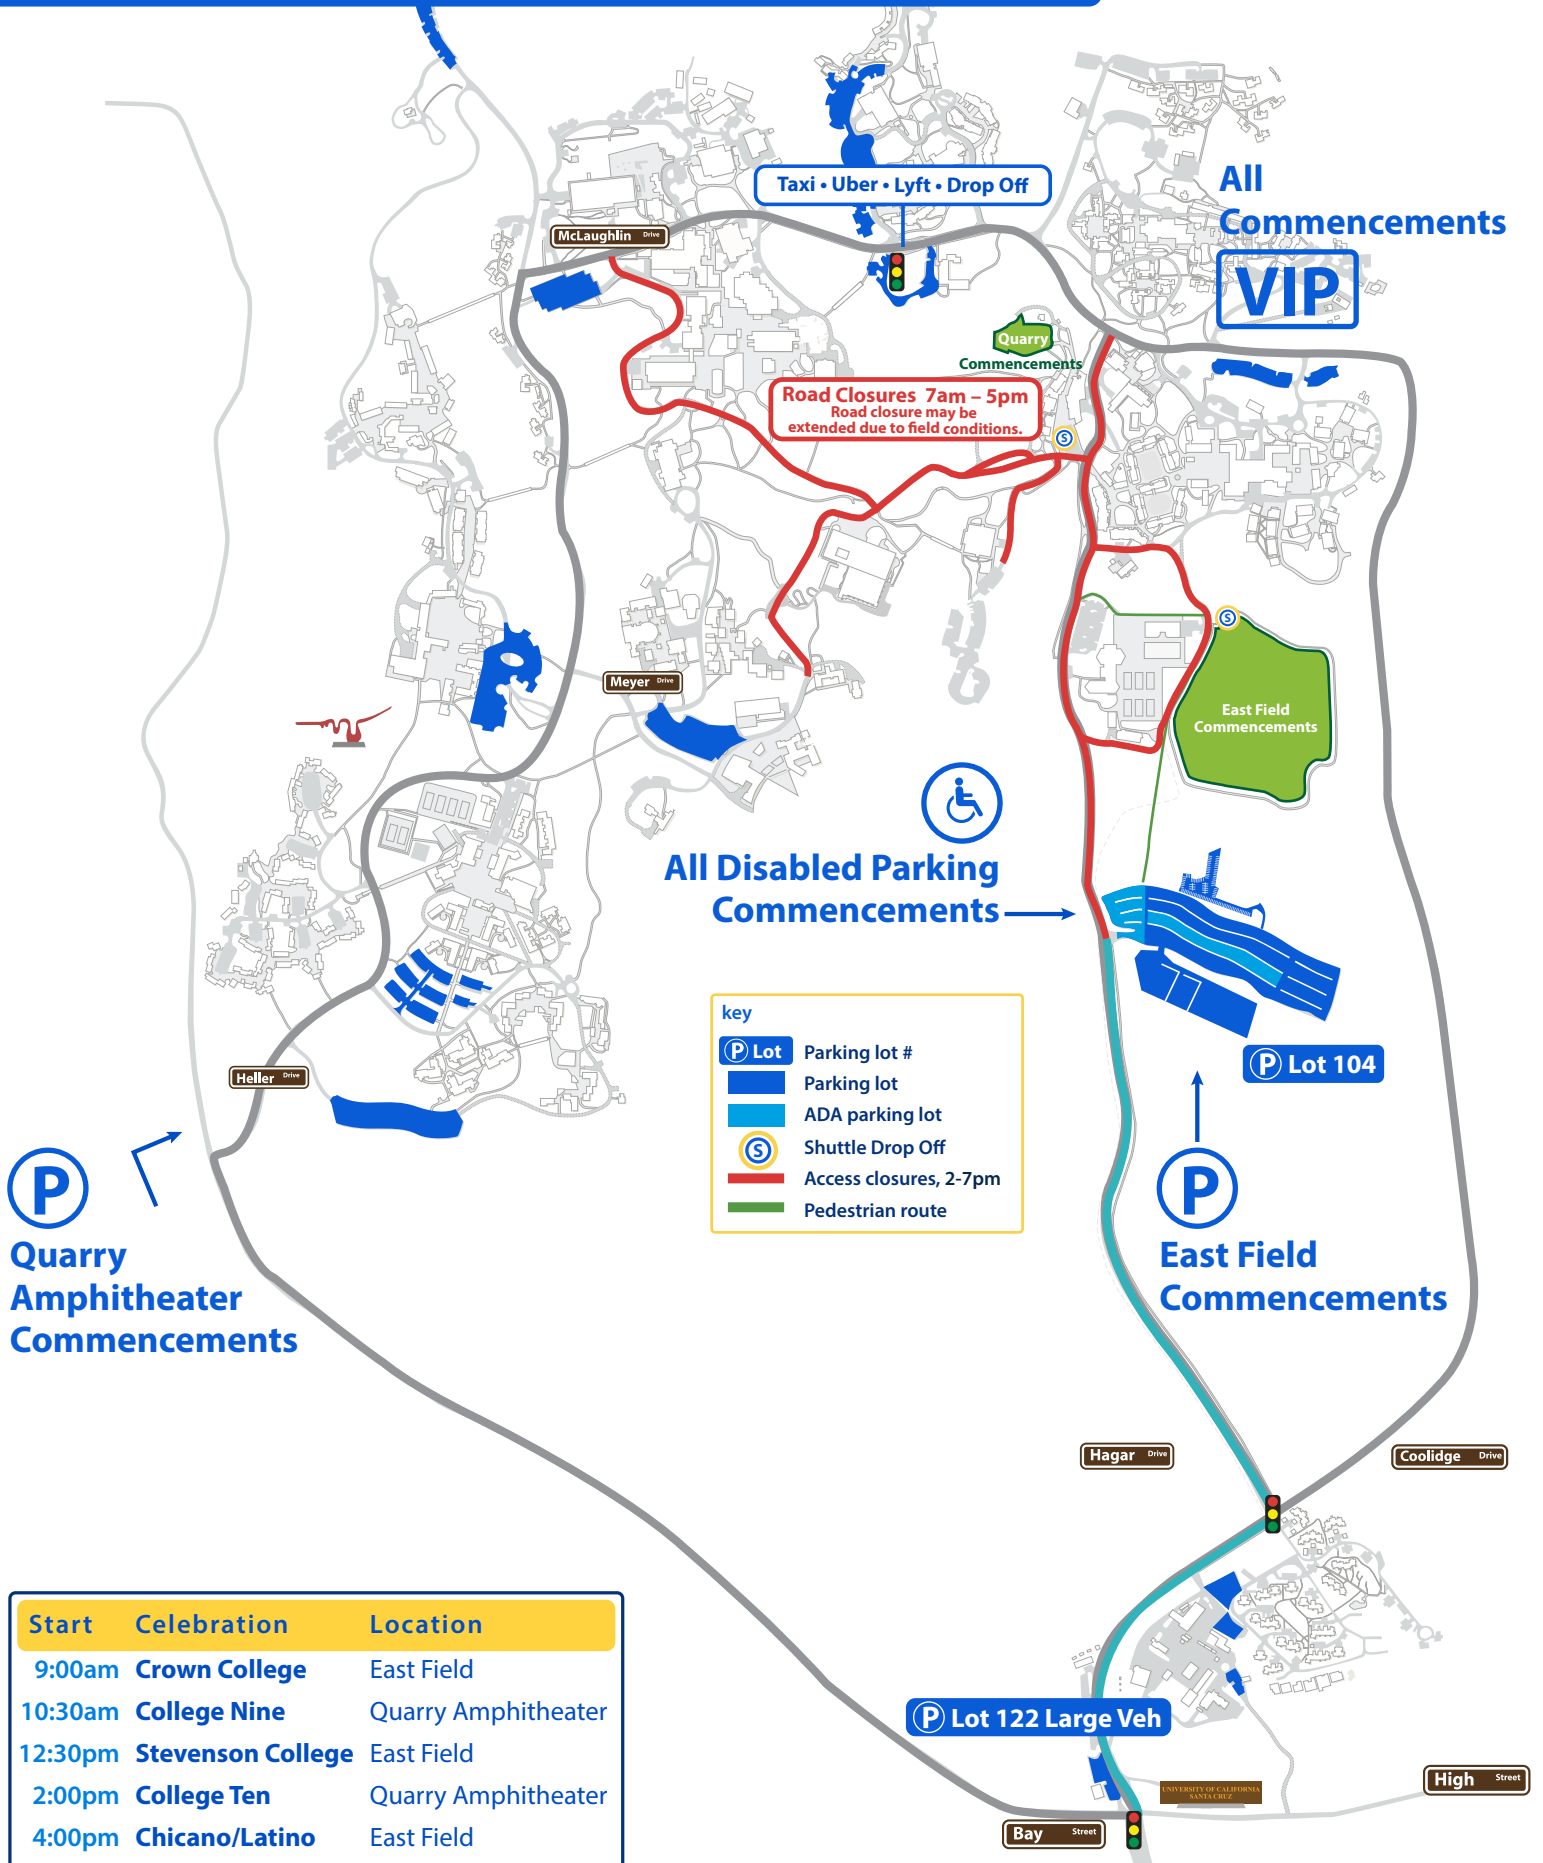 Taxi • Uber • Lyft • Drop Off
All
Commencements
VIP
McLaughlin Drive
Quarry
Commencements
Road Closures 7am – 5pm
Road closure may be
extended due to field conditions.
S
S
Meyer Drive
East Field
Commencements
All Disabled Parking
Commencements
key
P Lot Parking lot #
Parking lot
ADA parking lot
S Shuttle Drop Off
Access closures, 2-7pm
Pedestrian route
P Lot 104
Heller Drive
P
Quarry
Amphitheater
Commencements
P
East Field
Commencements
Hagar Drive
Coolidge Drive
Start Celebration Location
9:00am Crown College East Field
10:30am College Nine Quarry Amphitheater
12:30pm Stevenson College East Field
2:00pm College Ten Quarry Amphitheater
4:00pm Chicano/Latino East Field
P Lot 122 Large Veh
UNIVERSITY OF CALIFORNIA
SANTA CRUZ
High Street
Bay Street